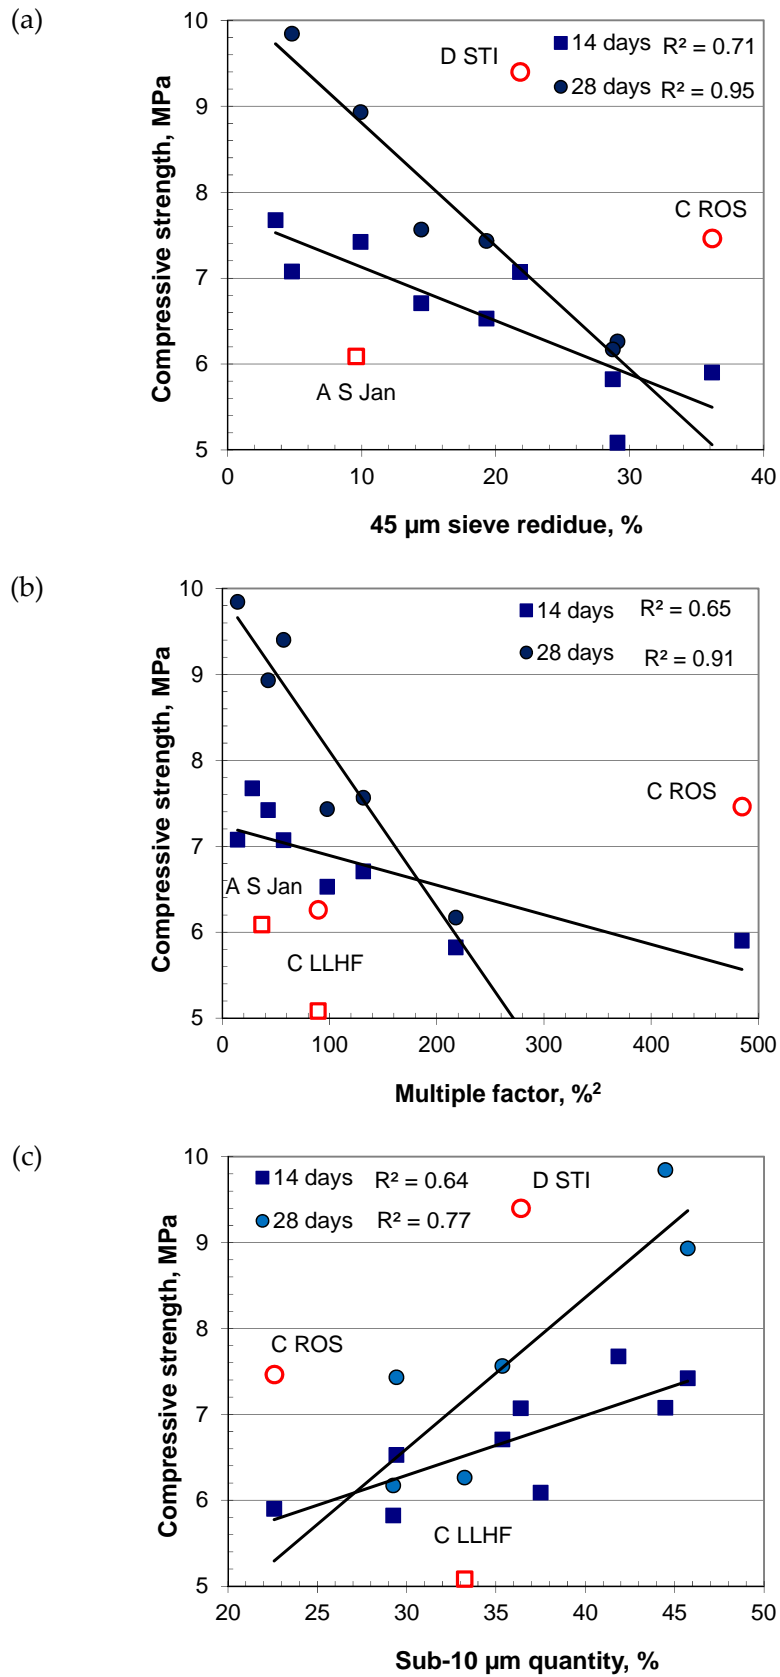 (a)
Compressive strength, MPa
10
9
8
7
6
5
0
10
20
30
40
45 µm sieve redidue, %
14 days R² = 0.71
28 days R² = 0.95
D STI
C ROS
A S Jan
(b)
Compressive strength, MPa
10
9
8
7
6
5
0
100
200
300
400
500
Multiple factor, %²
14 days R² = 0.65
28 days R² = 0.91
C ROS
A S Jan
C LLHF
(c)
Compressive strength, MPa
10
9
8
7
6
5
20
25
30
35
40
45
50
Sub-10 µm quantity, %
14 days R² = 0.64
28 days R² = 0.77
D STI
C ROS
C LLHF